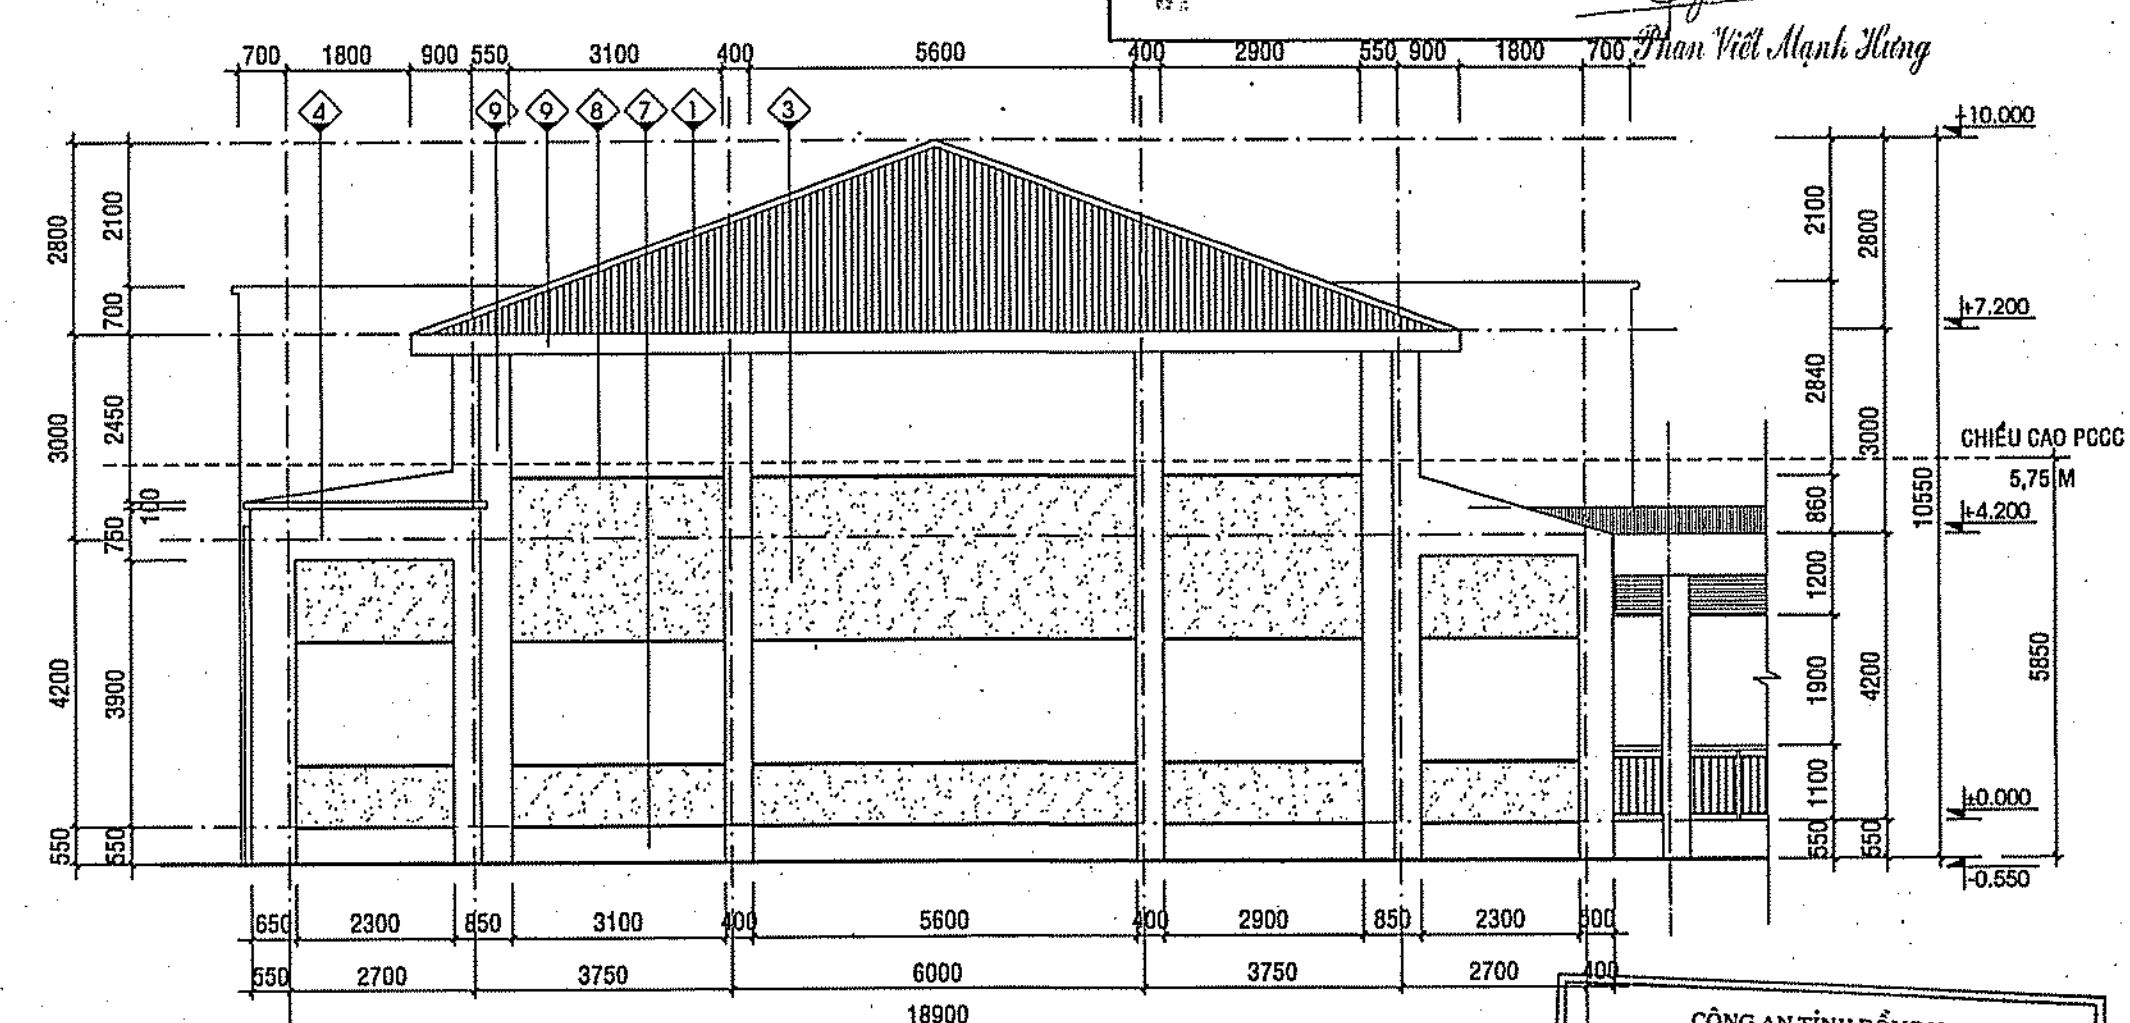 Phan Viết Mạnh Hưng
700 1800 900 550 3100 400 5600 400 2900 550 900 1800 700
4 9 9 8 7 1 3
+10.000
2800 2100 700
2100 2800
+7.200
3000 2450 100 750
2840 3000
CHIỀU CAO PCCC
5,75 M
860 10550
+4.200
1200
4200 3900
1900 4200 5850
1100
±0.000
550 550
550 550
-0.550
650 2300 850 3100 400 5600 400 2900 850 2300
550 2700 3750 6000 3750 2700 400
18900
CÔNG AN TỈNH